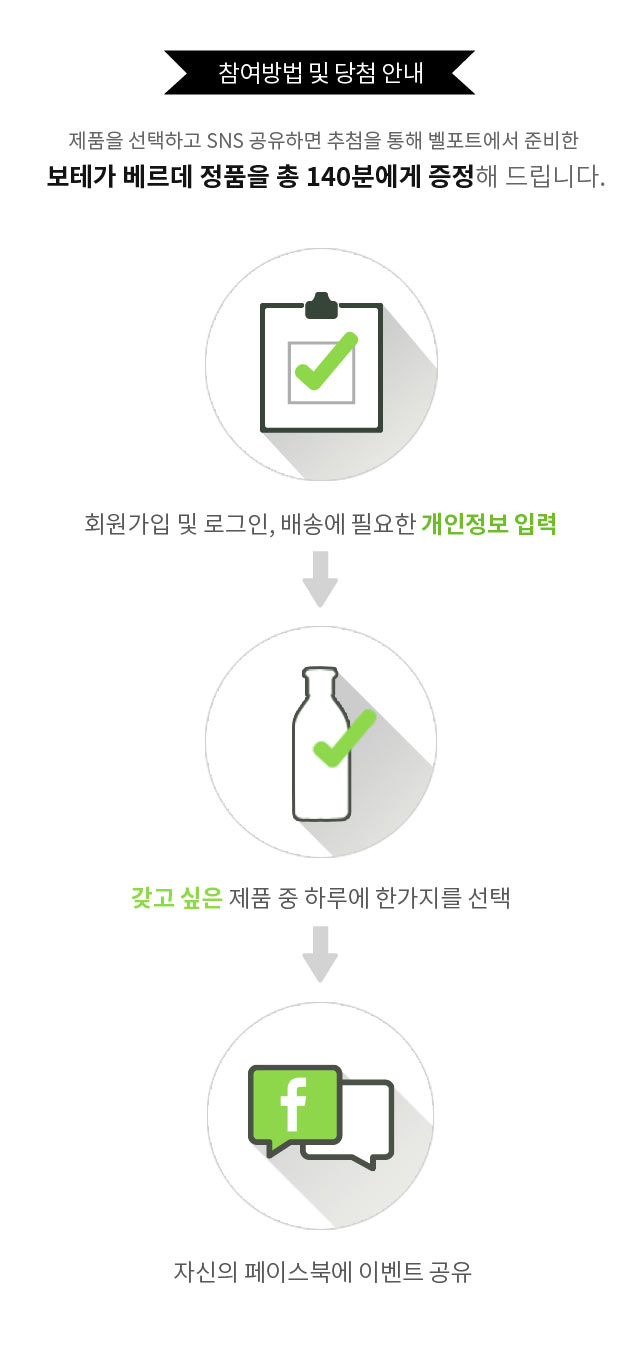 참여방법 및 당첨 안내
제품을 선택하고 SNS 공유하면 추첨을 통해 벨포트에서 준비한
보테가 베르데 정품을 총 140분에게 증정해 드립니다.
회원가입 및 로그인, 배송에 필요한 개인정보 입력
갖고 싶은 제품 중 하루에 한가지를 선택
f
자신의 페이스북에 이벤트 공유